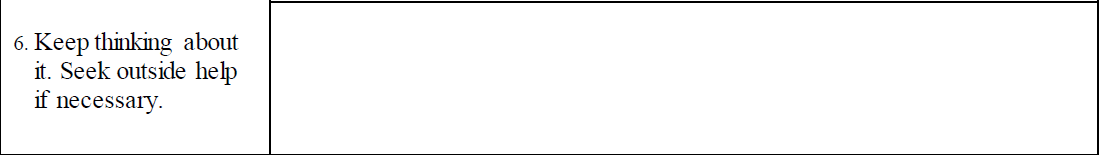 6. Keep thinking about
it. Seek outside help
if necessary.